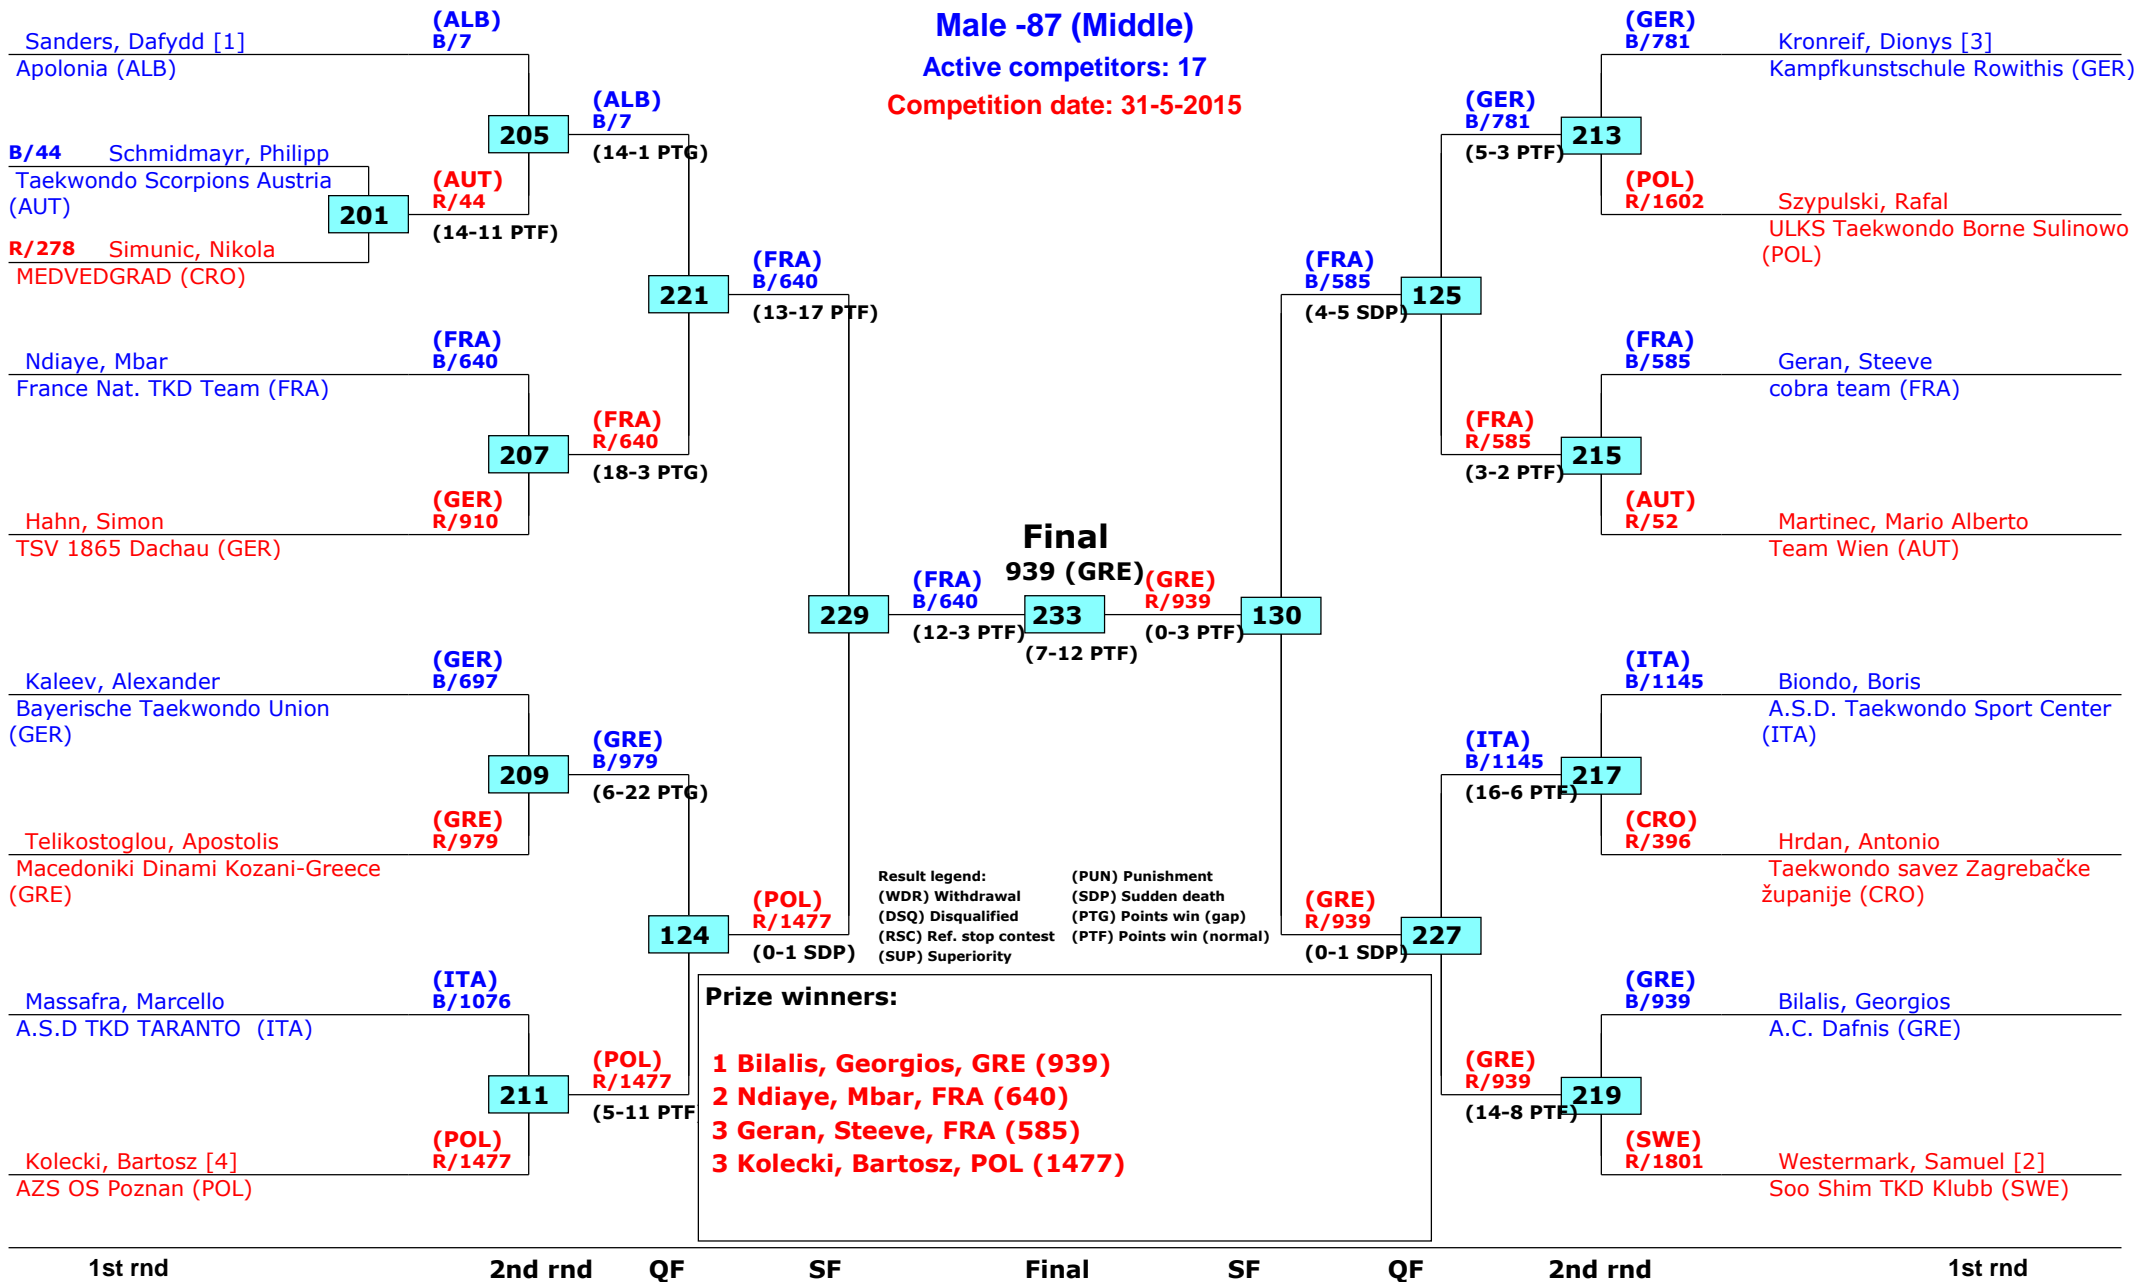 Male -87 (Middle)
Active competitors: 17
Competition date: 31-5-2015
Sanders, Dafydd [1]
Apolonia (ALB)
(ALB)
B/7
B/44 Schmidmayr, Philipp
Taekwondo Scorpions Austria
(AUT)
R/278 Simunic, Nikola
MEDVEDGRAD (CRO)
201
(AUT)
R/44
(14-11 PTF)
205
(ALB)
B/7
(14-1 PTG)
Ndiaye, Mbar
France Nat. TKD Team (FRA)
(FRA)
B/640
Hahn, Simon
TSV 1865 Dachau (GER)
(GER)
R/910
207
(FRA)
R/640
(18-3 PTG)
221
(FRA)
B/640
(13-17 PTF)
Kaleev, Alexander
Bayerische Taekwondo Union
(GER)
(GER)
B/697
Telikostoglou, Apostolis
Macedoniki Dinami Kozani-Greece
(GRE)
(GRE)
R/979
209
(GRE)
B/979
(6-22 PTG)
Massafra, Marcello
A.S.D TKD TARANTO (ITA)
(ITA)
B/1076
Kolecki, Bartosz [4]
AZS OS Poznan (POL)
(POL)
R/1477
211
(POL)
R/1477
(5-11 PTF)
124
(POL)
R/1477
(0-1 SDP)
229
(FRA)
B/640
(12-3 PTF)
Final
939 (GRE)
233
(7-12 PTF)
(GRE)
R/939
(0-3 PTF)
130
(GER)
B/781
Kronreif, Dionys [3]
Kampfkunstschule Rowithis (GER)
(POL)
R/1602
Szypulski, Rafal
ULKS Taekwondo Borne Sulinowo
(POL)
213
(GER)
B/781
(5-3 PTF)
(FRA)
B/585
Geran, Steeve
cobra team (FRA)
(AUT)
R/52
Martinec, Mario Alberto
Team Wien (AUT)
215
(FRA)
R/585
(3-2 PTF)
125
(FRA)
B/585
(4-5 SDP)
(ITA)
B/1145
Biondo, Boris
A.S.D. Taekwondo Sport Center
(ITA)
(CRO)
R/396
Hrdan, Antonio
Taekwondo savez Zagrebačke
županije (CRO)
217
(ITA)
B/1145
(16-6 PTF)
(GRE)
B/939
Bilalis, Georgios
A.C. Dafnis (GRE)
(SWE)
R/1801
Westermark, Samuel [2]
Soo Shim TKD Klubb (SWE)
219
(GRE)
R/939
(14-8 PTF)
227
(GRE)
R/939
(0-1 SDP)
Result legend: (PUN) Punishment
(WDR) Withdrawal (SDP) Sudden death
(DSQ) Disqualified (PTG) Points win (gap)
(RSC) Ref. stop contest (PTF) Points win (normal)
(SUP) Superiority
Prize winners:
1 Bilalis, Georgios, GRE (939)
2 Ndiaye, Mbar, FRA (640)
3 Geran, Steeve, FRA (585)
3 Kolecki, Bartosz, POL (1477)
1st rnd 2nd rnd QF SF Final SF QF 2nd rnd 1st rnd